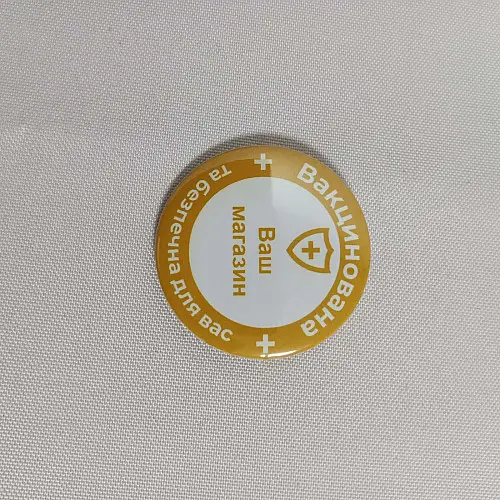 Вакцинована
Ваш
магазин
та безпечна для вас